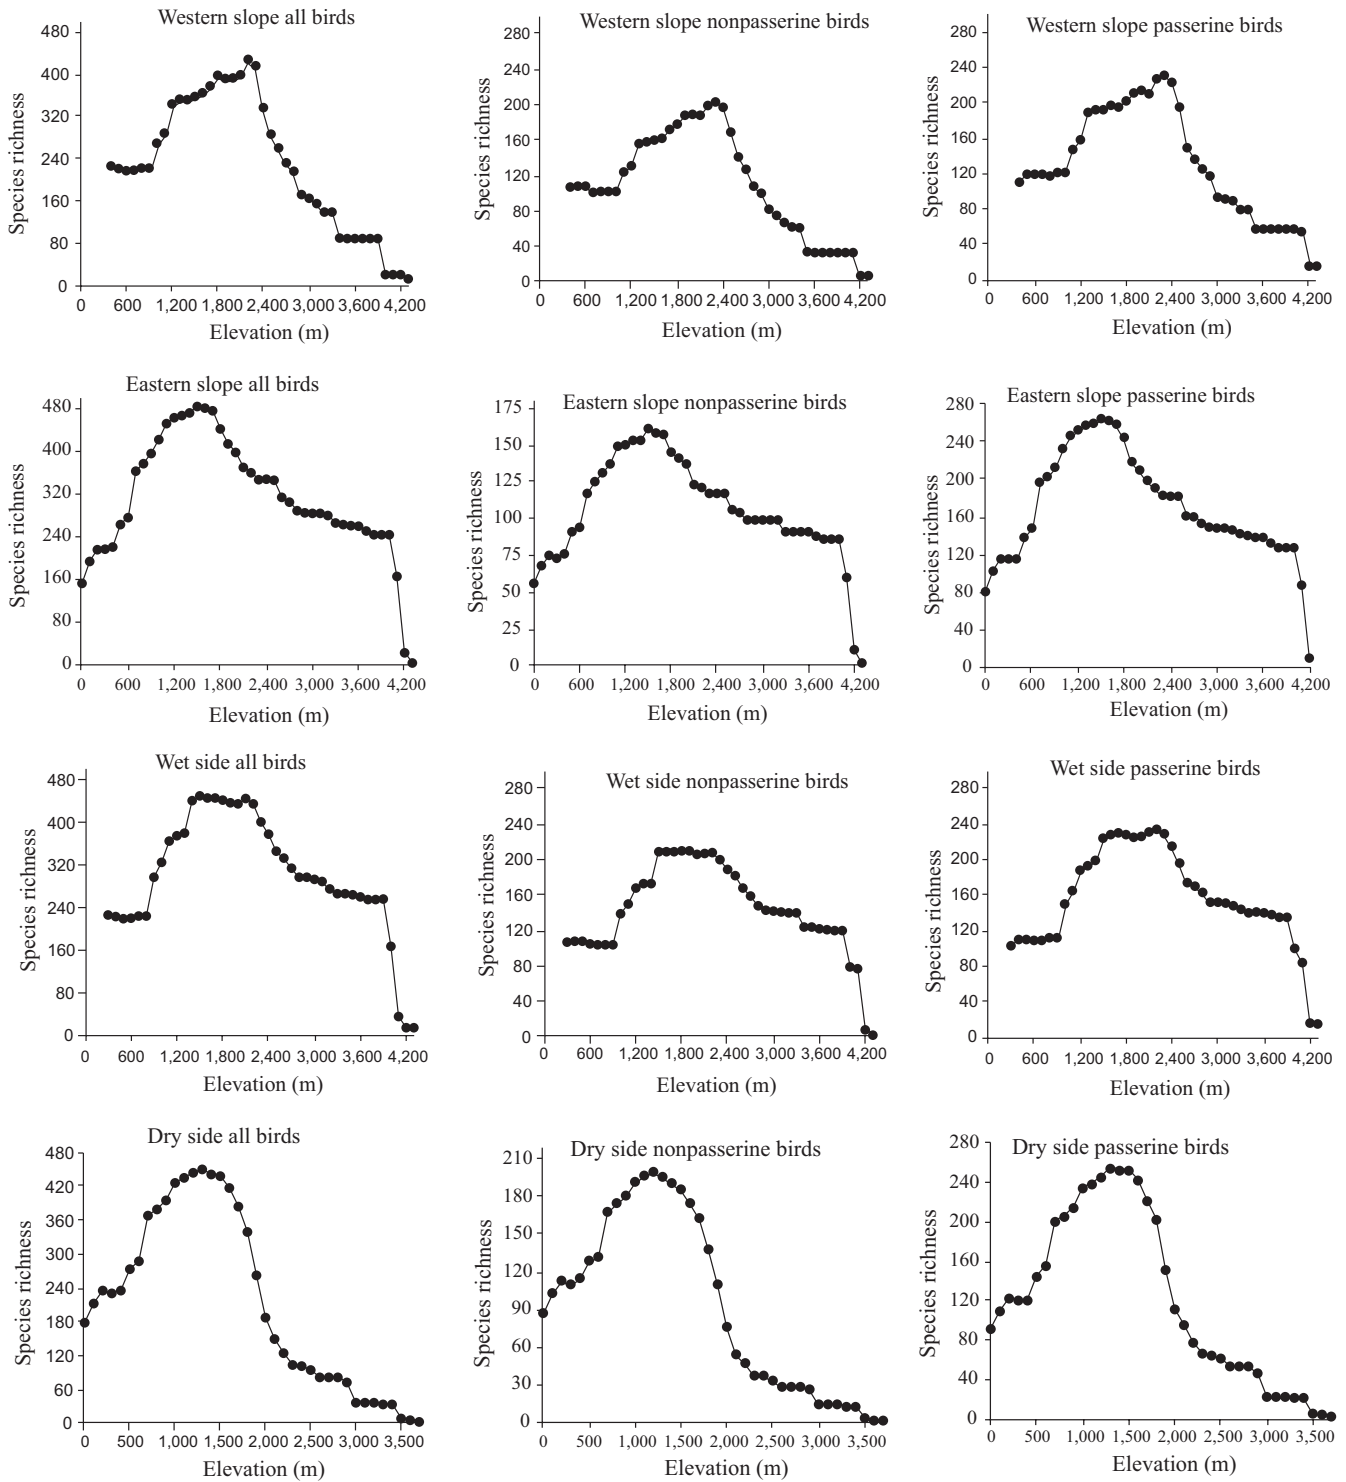 Western slope all birds
480
400
320
240
160
80
0
0 600 1,200 1,800 2,400 3,000 3,600 4,200
Species richness
Elevation (m)
Western slope nonpasserine birds
280
240
200
160
120
80
40
0
0 600 1,200 1,800 2,400 3,000 3,600 4,200
Species richness
Elevation (m)
Western slope passerine birds
280
240
200
160
120
80
40
0
0 600 1,200 1,800 2,400 3,000 3,600 4,200
Species richness
Elevation (m)
Eastern slope all birds
480
400
320
240
160
80
0
0 600 1,200 1,800 2,400 3,000 3,600 4,200
Species richness
Elevation (m)
Eastern slope nonpasserine birds
175
150
125
100
75
50
25
0
0 600 1,200 1,800 2,400 3,000 3,600 4,200
Species richness
Elevation (m)
Eastern slope passerine birds
280
240
200
160
120
80
40
0
0 600 1,200 1,800 2,400 3,000 3,600 4,200
Species richness
Elevation (m)
Wet side all birds
480
400
320
240
160
80
0
0 600 1,200 1,800 2,400 3,000 3,600 4,200
Species richness
Elevation (m)
Wet side nonpasserine birds
280
240
200
160
120
80
40
0
0 600 1,200 1,800 2,400 3,000 3,600 4,200
Species richness
Elevation (m)
Wet side passerine birds
280
240
200
160
120
80
40
0
0 600 1,200 1,800 2,400 3,000 3,600 4,200
Species richness
Elevation (m)
Dry side all birds
480
420
360
300
240
180
120
60
0
0 500 1,000 1,500 2,000 2,500 3,000 3,500
Species richness
Elevation (m)
Dry side nonpasserine birds
210
180
150
120
90
60
30
0
0 500 1,000 1,500 2,000 2,500 3,000 3,500
Species richness
Elevation (m)
Dry side passerine birds
280
240
200
160
120
80
40
0
0 500 1,000 1,500 2,000 2,500 3,000 3,500
Species richness
Elevation (m)